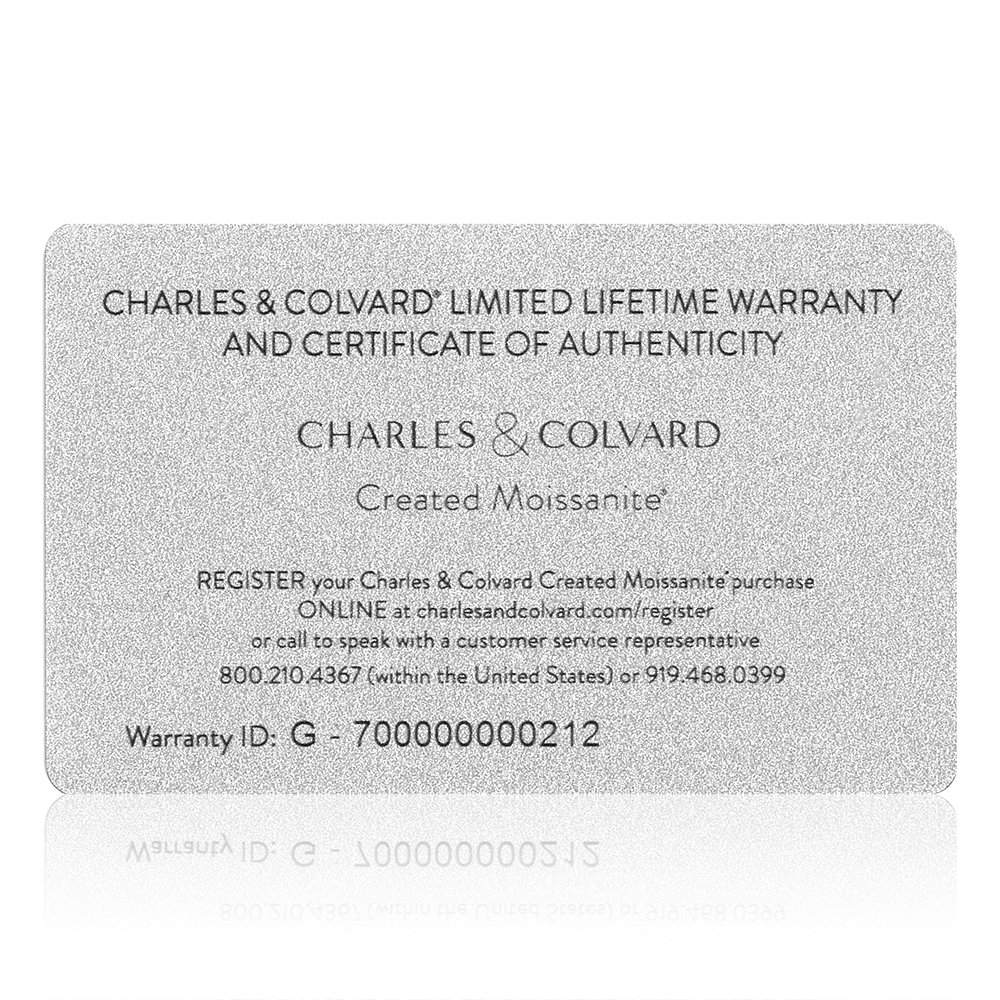 CHARLES & COLVARD® LIMITED LIFETIME WARRANTY
AND CERTIFICATE OF AUTHENTICITY
CHARLES & COLVARD
Created Moissanite®
REGISTER your Charles & Colvard Created Moissanite® purchase
ONLINE at charlesandcolvard.com/register
or call to speak with a customer service representative
800.210.4367 (within the United States) or 919.468.0399
Warranty ID: G - 700000000212